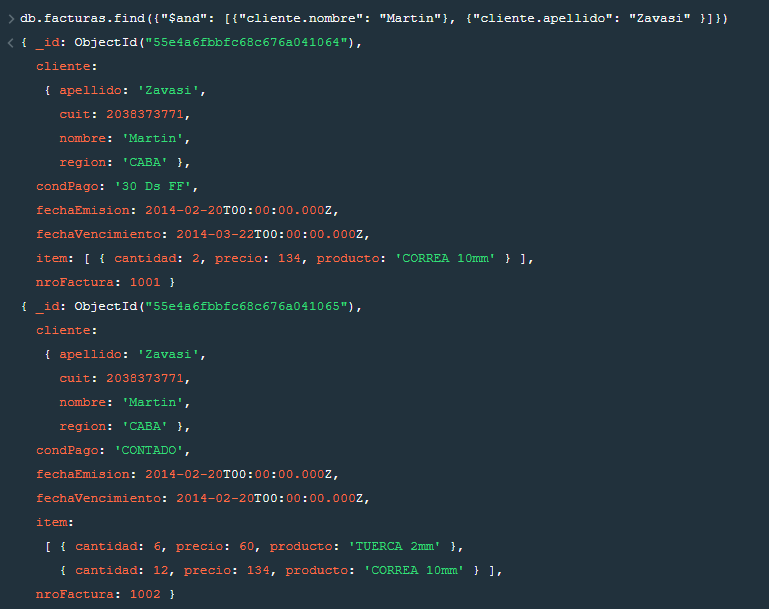 > db.facturas.find({"$and": [{"cliente.nombre": "Martin"}, {"cliente.apellido": "Zavasi" }]})
< { _id: ObjectId("55e4a6fbbfc68c676a041064"),
cliente:
{ apellido: 'Zavasi',
cuit: 2038373771,
nombre: 'Martin',
region: 'CABA' },
condPago: '30 Ds FF',
fechaEmision: 2014-02-20T00:00:00.000Z,
fechaVencimiento: 2014-03-22T00:00:00.000Z,
item: [ { cantidad: 2, precio: 134, producto: 'CORREA 10mm' } ],
nroFactura: 1001 }
{ _id: ObjectId("55e4a6fbbfc68c676a041065"),
cliente:
{ apellido: 'Zavasi',
cuit: 2038373771,
nombre: 'Martin',
region: 'CABA' },
condPago: 'CONTADO',
fechaEmision: 2014-02-20T00:00:00.000Z,
fechaVencimiento: 2014-02-20T00:00:00.000Z,
item:
[ { cantidad: 6, precio: 60, producto: 'TUERCA 2mm' },
{ cantidad: 12, precio: 134, producto: 'CORREA 10mm' } ],
nroFactura: 1002 }